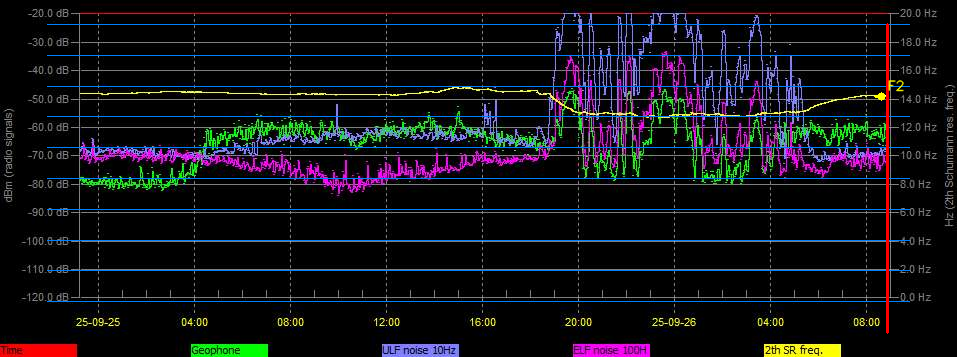 -20.0 dB
-30.0 dB
-40.0 dB
-50.0 dB
-60.0 dB
-70.0 dB
-80.0 dB
-90.0 dB
-100.0 dB
-110.0 dB
-120.0 dB
dBm (radio signals)
20.0 Hz
18.0 Hz
16.0 Hz
14.0 Hz
12.0 Hz
10.0 Hz
8.0 Hz
6.0 Hz
4.0 Hz
2.0 Hz
0.0 Hz
Hz (2th Schumann res. freq.)
F2
25-09-25 04:00 08:00 12:00 16:00 20:00 25-09-26 04:00 08:00
Time Geophone ULF noise 10Hz ELF noise 100H 2th SR freq.